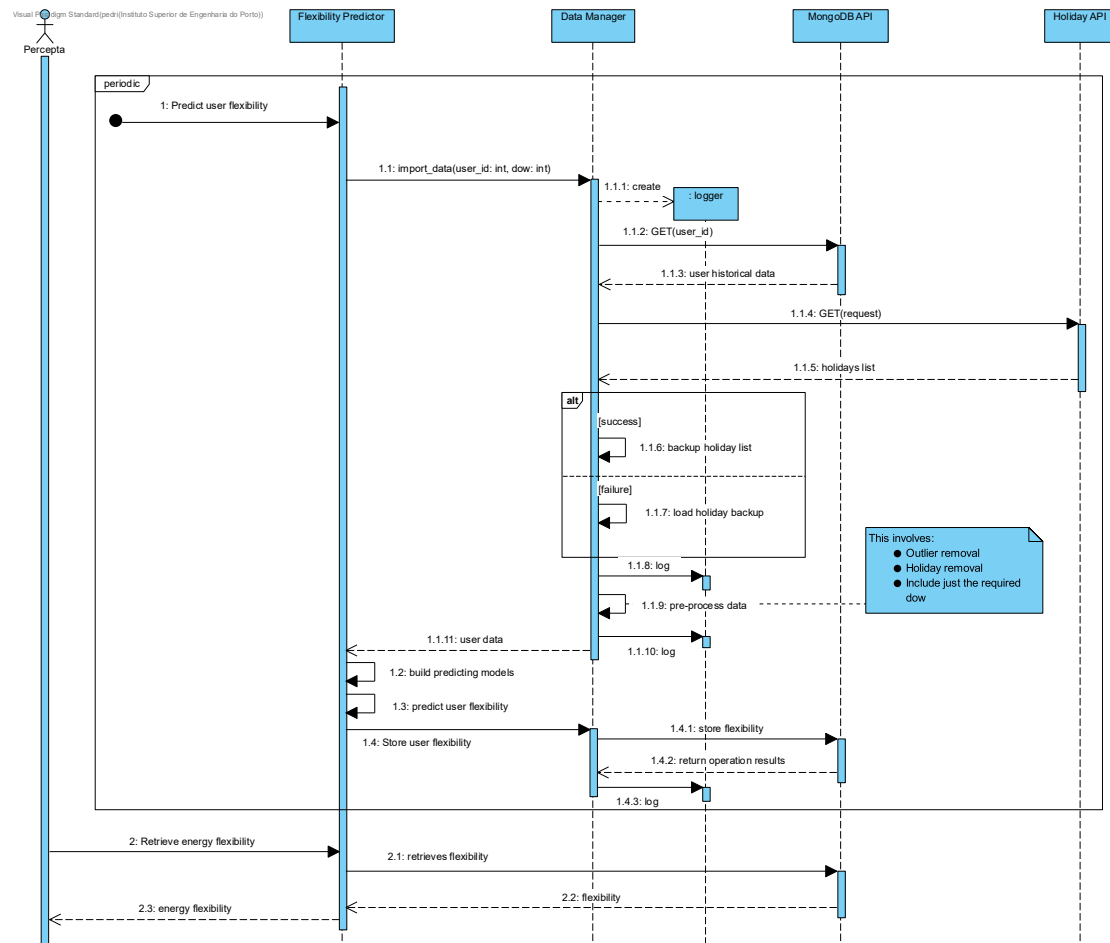 Visual Paradigm Standard(pedri(Instituto Superior de Engenharia do Porto))
Percepta
Flexibility Predictor
Data Manager
MongoDB API
Holiday API
periodic
1: Predict user flexibility
1.1: import_data(user_id: int, dow: int)
1.1.1: create
: logger
1.1.2: GET(user_id)
1.1.3: user historical data
1.1.4: GET(request)
1.1.5: holidays list
alt
[success]
1.1.6: backup holiday list
[failure]
1.1.7: load holiday backup
This involves:
● Outlier removal
● Holiday removal
● Include just the required
dow
1.1.8: log
1.1.9: pre-process data
1.1.11: user data
1.1.10: log
1.2: build predicting models
1.3: predict user flexibility
1.4: Store user flexibility
1.4.1: store flexibility
1.4.2: return operation results
1.4.3: log
2: Retrieve energy flexibility
2.1: retrieves flexibility
2.2: flexibility
2.3: energy flexibility